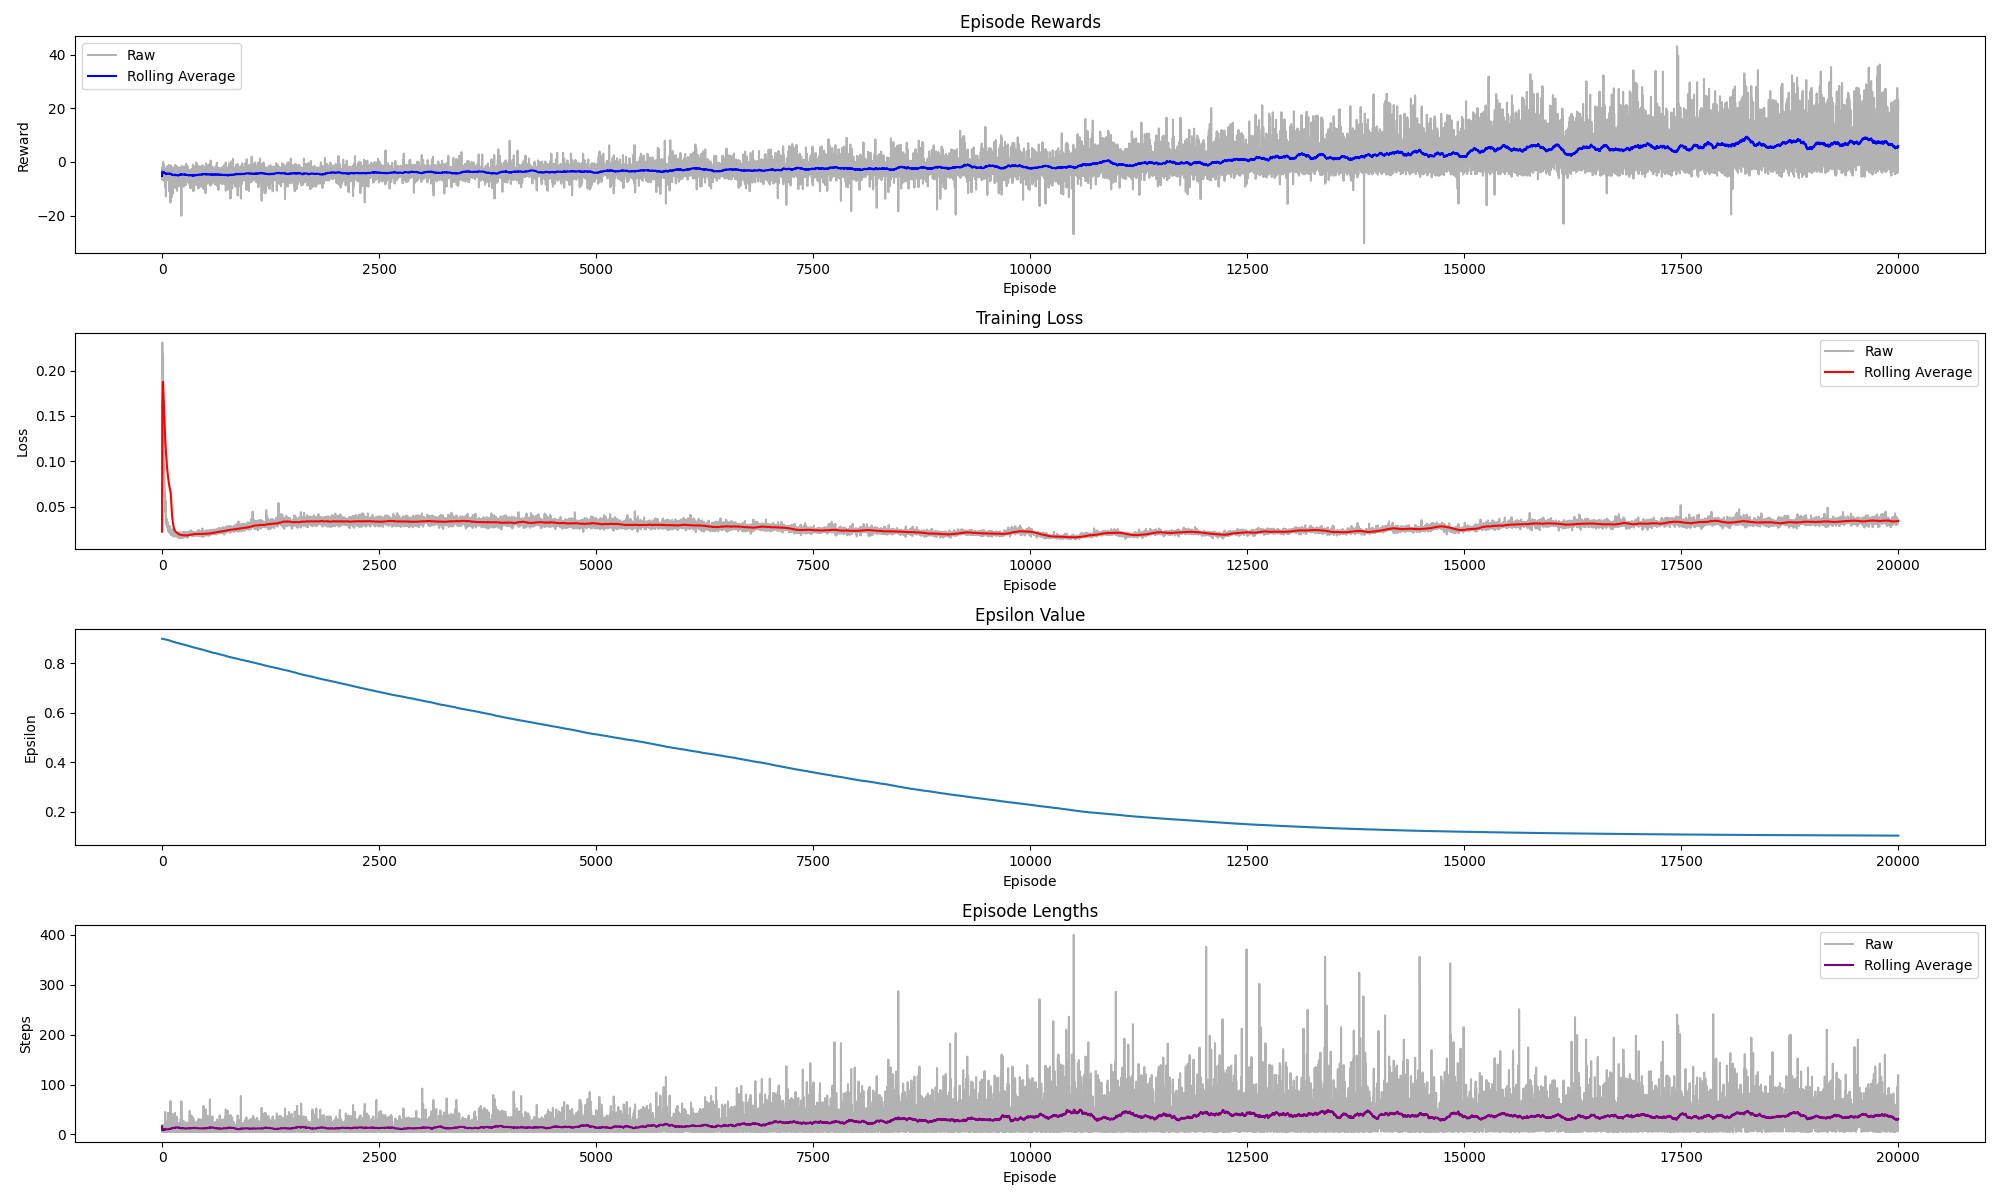 Episode Rewards
Raw
Rolling Average
Reward
40
20
0
−20
0 2500 5000 7500 10000 12500 15000 17500 20000
Episode
Training Loss
Raw
Rolling Average
Loss
0.20
0.15
0.10
0.05
0 2500 5000 7500 10000 12500 15000 17500 20000
Episode
Epsilon Value
Epsilon
0.8
0.6
0.4
0.2
0 2500 5000 7500 10000 12500 15000 17500 20000
Episode
Episode Lengths
Raw
Rolling Average
Steps
400
300
200
100
0
0 2500 5000 7500 10000 12500 15000 17500 20000
Episode